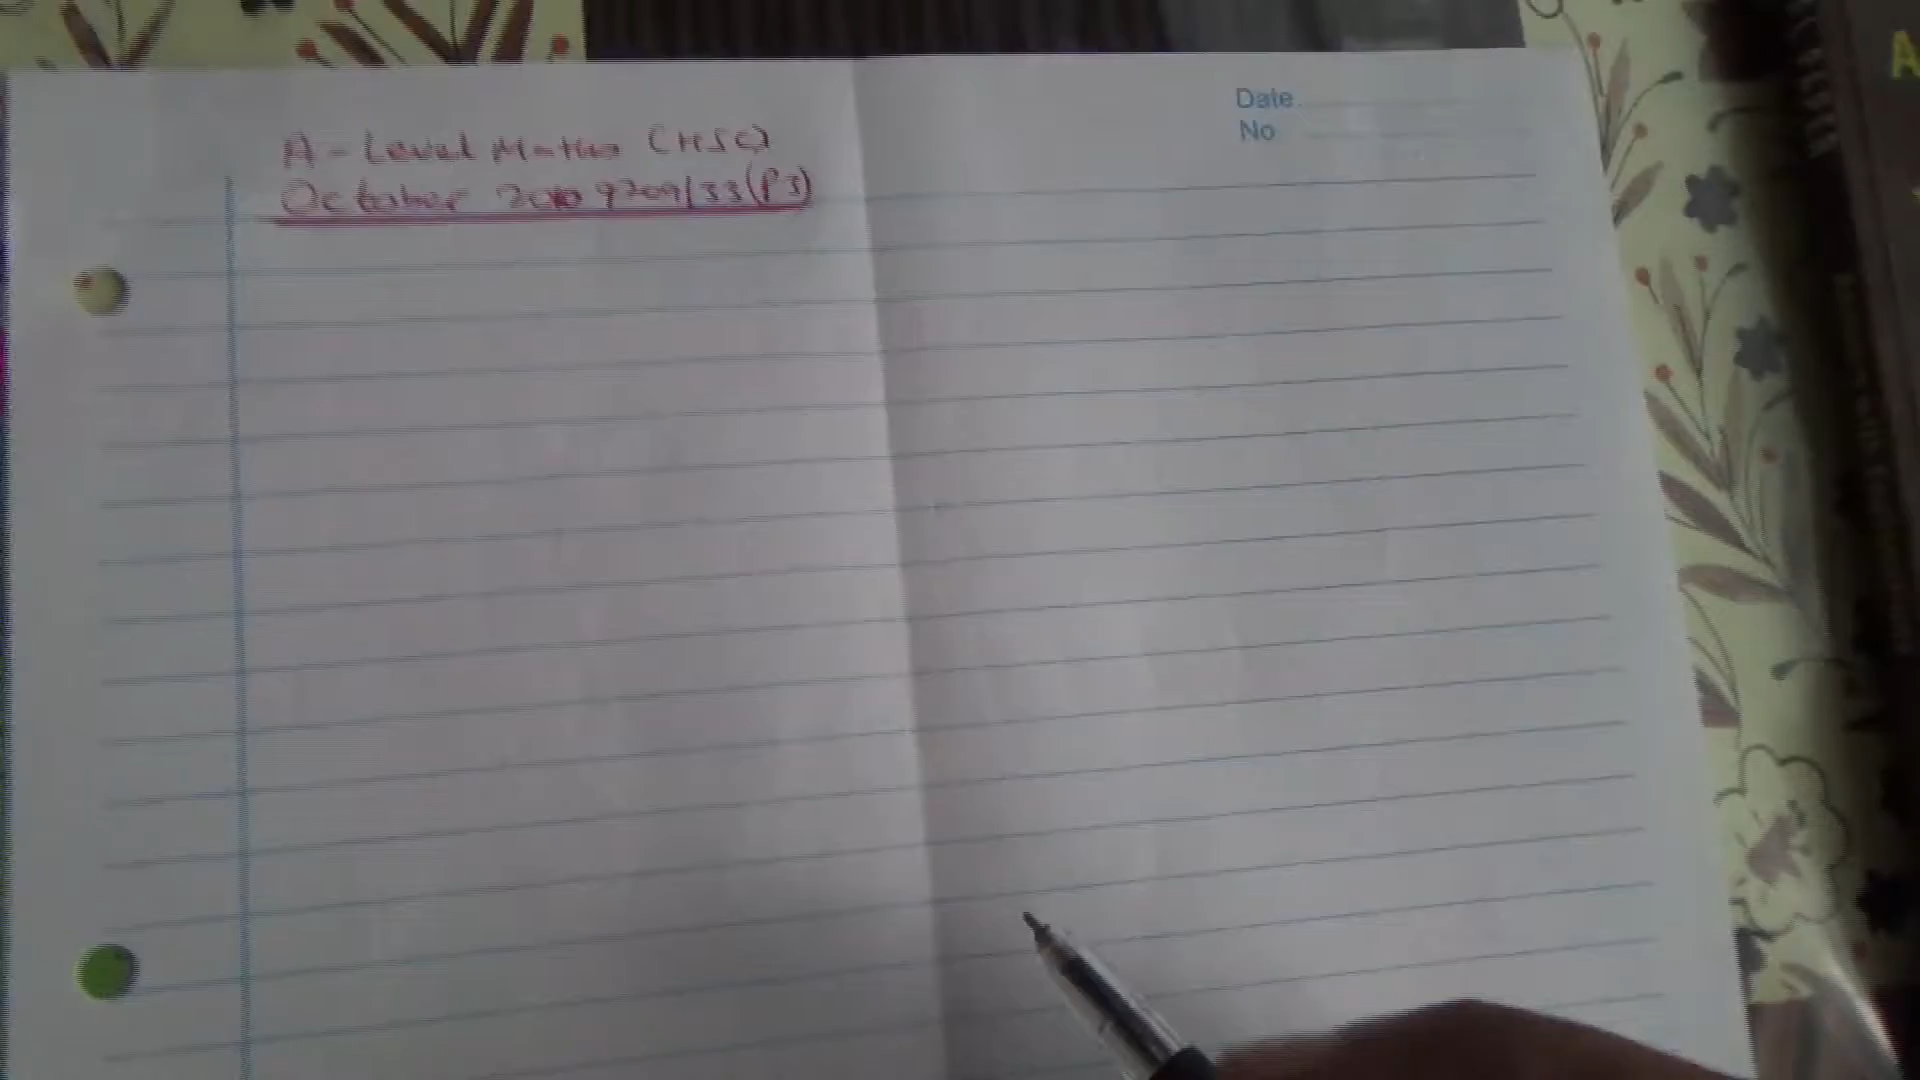 A-Level Maths (HSC)
October 2010 9709/33(P3)
Date
No
A